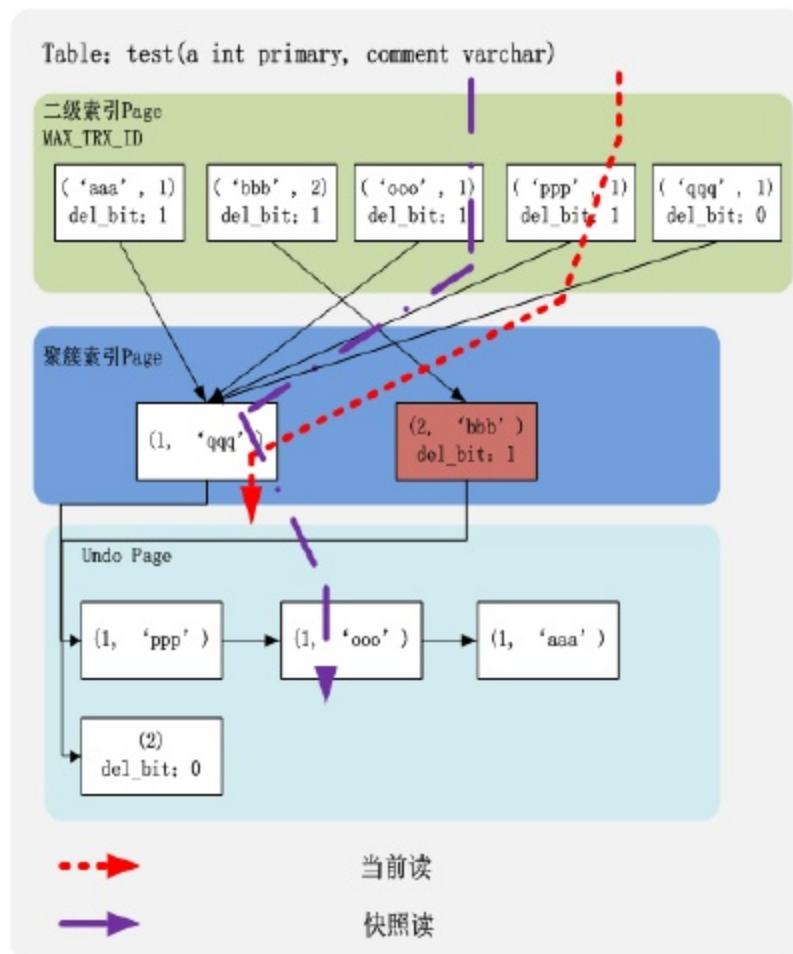 Table: test(a int primary, comment varchar)
二级索引Page
MAX_TRX_ID
( ‘aaa’, 1)
del_bit: 1
( ‘bbb’, 2)
del_bit: 1
( ‘ooo’, 1)
del_bit: 1
( ‘ppp’, 1)
del_bit: 1
( ‘qqq’, 1)
del_bit: 0
聚簇索引Page
(1, ‘qqq’)
(2, ‘bbb’)
del_bit: 1
Undo Page
(1, ‘ppp’)
(1, ‘ooo’)
(1, ‘aaa’)
(2)
del_bit: 0
当前读
快照读